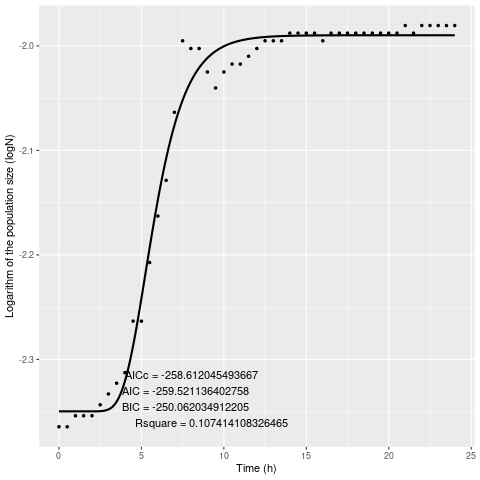 -2.0
-2.1
-2.2
-2.3
Logarithm of the population size (logN)
AICc = -258.612045493667
AIC = -259.521136402758
BIC = -250.062034912205
Rsquare = 0.107414108326465
0 5 10 15 20 25
Time (h)